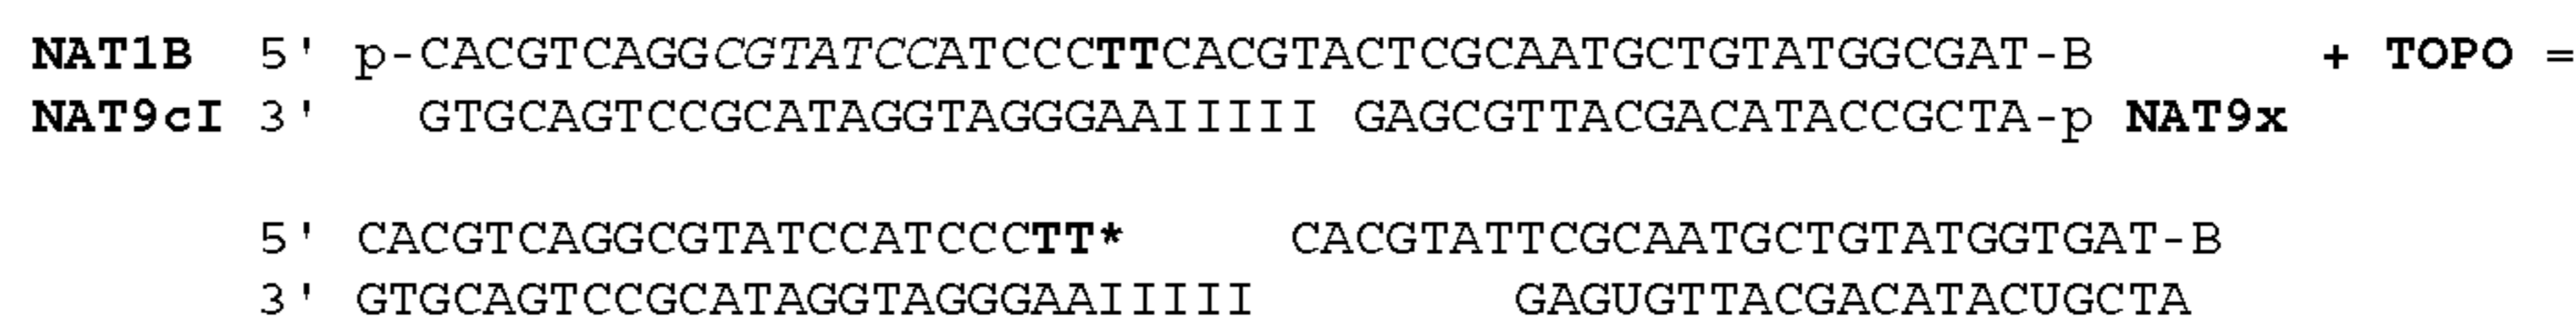 NAT1B 5' p-CACGTCAGGCGTATCCATCCCTTCACGTACTCGCAATGCTGTATGGCGAT-B + TOPO =
NAT9cI 3' GTGCAGTCCGCATAGGTAGGGAAIIIII GAGCGTTACGACATACCGCTA-p NAT9x
5' CACGTCAGGCGTATCCATCCCTT* CACGTATTCGCAATGCTGTATGGTGAT-B
3' GTGCAGTCCGCATAGGTAGGGAAIIIII GAGUGTTACGACATACUGCTA